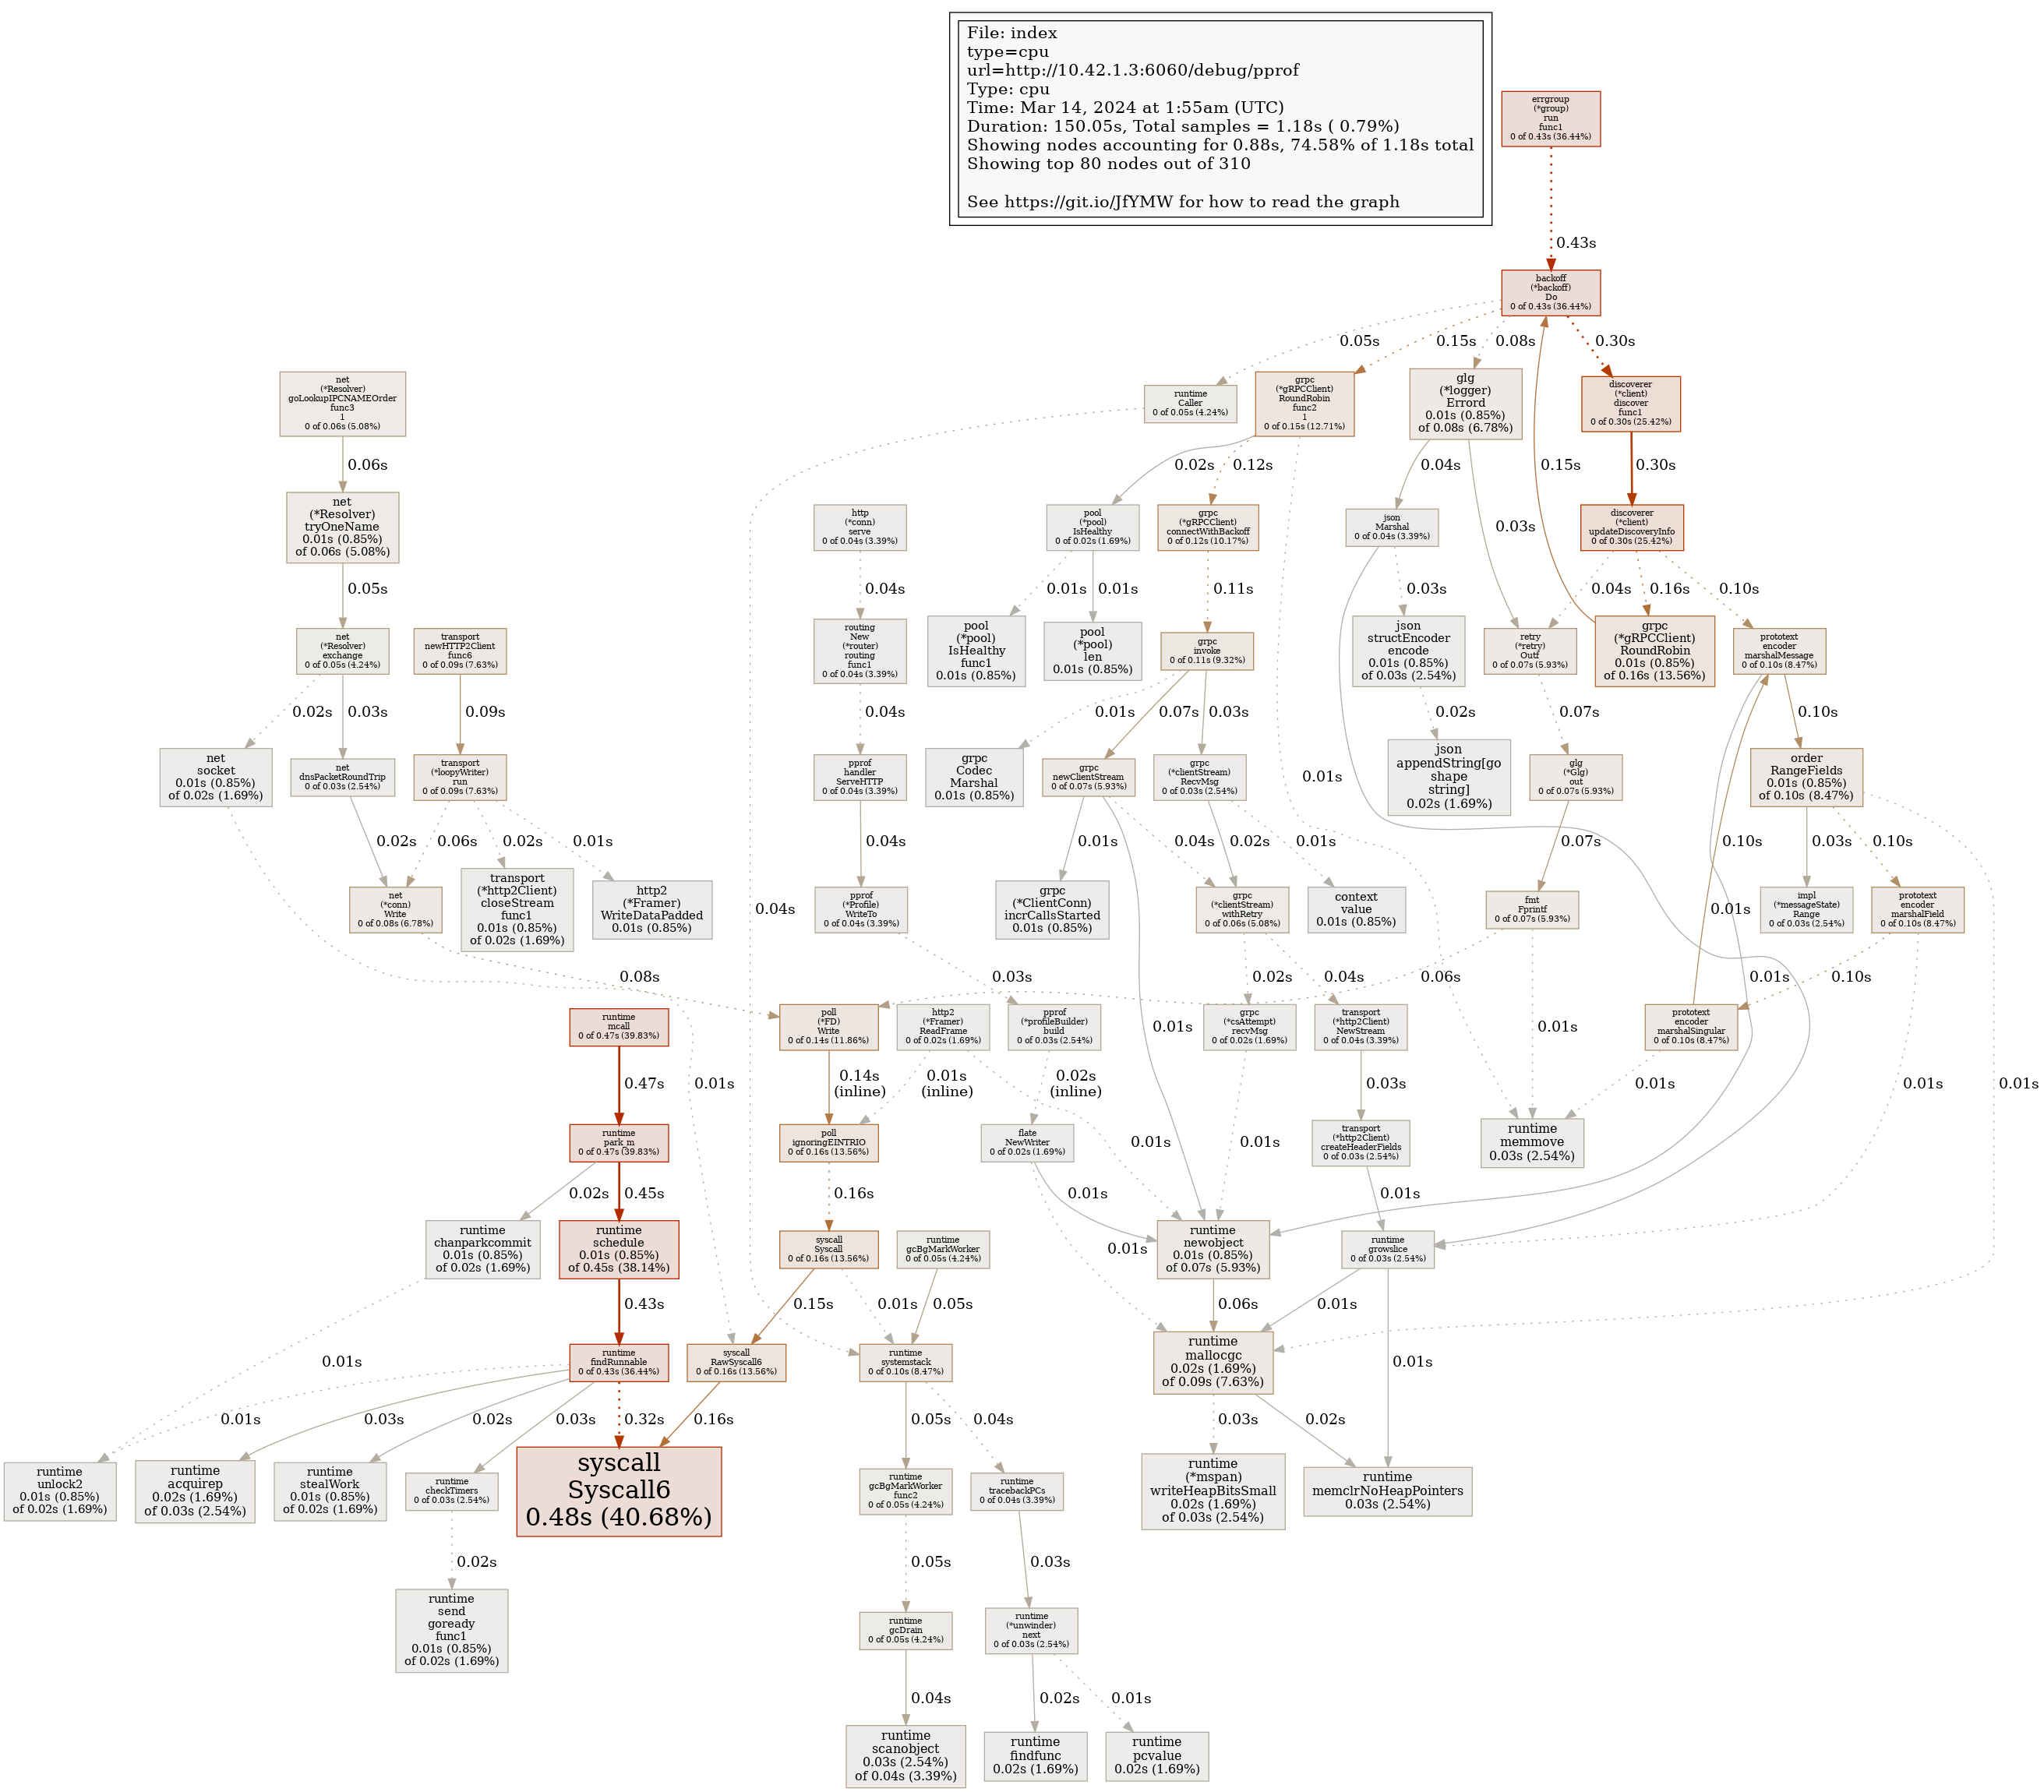 File: index
type=cpu
url=http://10.42.1.3:6060/debug/pprof
Type: cpu
Time: Mar 14, 2024 at 1:55am (UTC)
Duration: 150.05s, Total samples = 1.18s ( 0.79%)
Showing nodes accounting for 0.88s, 74.58% of 1.18s total
Showing top 80 nodes out of 310
See https://git.io/JfYMW for how to read the graph
errgroup
(*group)
run
func1
0 of 0.43s (36.44%)
0.43s
backoff
(*backoff)
Do
0 of 0.43s (36.44%)
0.05s
0.15s
0.08s
0.30s
net
(*Resolver)
goLookupIPCNAMEOrder
func3
1
0 of 0.06s (5.08%)
runtime
Caller
0 of 0.05s (4.24%)
grpc
(*gRPCClient)
RoundRobin
func2
1
0 of 0.15s (12.71%)
glg
(*logger)
Errord
0.01s (0.85%)
of 0.08s (6.78%)
discoverer
(*client)
discover
func1
0 of 0.30s (25.42%)
0.06s
0.02s
0.12s
0.04s
0.15s
0.30s
net
(*Resolver)
tryOneName
0.01s (0.85%)
of 0.06s (5.08%)
http
(*conn)
serve
0 of 0.04s (3.39%)
pool
(*pool)
IsHealthy
0 of 0.02s (1.69%)
grpc
(*gRPCClient)
connectWithBackoff
0 of 0.12s (10.17%)
json
Marshal
0 of 0.04s (3.39%)
0.03s
discoverer
(*client)
updateDiscoveryInfo
0 of 0.30s (25.42%)
0.05s
0.04s
0.01s
0.01s
0.11s
0.03s
0.04s
0.16s
0.10s
net
(*Resolver)
exchange
0 of 0.05s (4.24%)
transport
newHTTP2Client
func6
0 of 0.09s (7.63%)
routing
New
(*router)
routing
func1
0 of 0.04s (3.39%)
pool
(*pool)
IsHealthy
func1
0.01s (0.85%)
pool
(*pool)
len
0.01s (0.85%)
grpc
invoke
0 of 0.11s (9.32%)
json
structEncoder
encode
0.01s (0.85%)
of 0.03s (2.54%)
retry
(*retry)
Outf
0 of 0.07s (5.93%)
grpc
(*gRPCClient)
RoundRobin
0.01s (0.85%)
of 0.16s (13.56%)
prototext
encoder
marshalMessage
0 of 0.10s (8.47%)
0.02s
0.03s
0.09s
0.04s
0.01s
0.07s
0.03s
0.01s
0.02s
0.07s
0.10s
net
socket
0.01s (0.85%)
of 0.02s (1.69%)
net
dnsPacketRoundTrip
0 of 0.03s (2.54%)
transport
(*loopyWriter)
run
0 of 0.09s (7.63%)
pprof
handler
ServeHTTP
0 of 0.04s (3.39%)
grpc
Codec
Marshal
0.01s (0.85%)
grpc
newClientStream
0 of 0.07s (5.93%)
grpc
(*clientStream)
RecvMsg
0 of 0.03s (2.54%)
json
appendString[go
shape
string]
0.02s (1.69%)
glg
(*Glg)
out
0 of 0.07s (5.93%)
order
RangeFields
0.01s (0.85%)
of 0.10s (8.47%)
0.02s
0.06s
0.02s
0.01s
0.04s
0.01s
0.04s
0.02s
0.01s
0.07s
0.10s
0.03s
0.10s
0.04s
net
(*conn)
Write
0 of 0.08s (6.78%)
transport
(*http2Client)
closeStream
func1
0.01s (0.85%)
of 0.02s (1.69%)
http2
(*Framer)
WriteDataPadded
0.01s (0.85%)
pprof
(*Profile)
WriteTo
0 of 0.04s (3.39%)
grpc
(*ClientConn)
incrCallsStarted
0.01s (0.85%)
grpc
(*clientStream)
withRetry
0 of 0.06s (5.08%)
context
value
0.01s (0.85%)
fmt
Fprintf
0 of 0.07s (5.93%)
0.01s
impl
(*messageState)
Range
0 of 0.03s (2.54%)
prototext
encoder
marshalField
0 of 0.10s (8.47%)
0.08s
0.03s
0.02s
0.04s
0.06s
0.01s
0.10s
runtime
mcall
0 of 0.47s (39.83%)
poll
(*FD)
Write
0 of 0.14s (11.86%)
http2
(*Framer)
ReadFrame
0 of 0.02s (1.69%)
pprof
(*profileBuilder)
build
0 of 0.03s (2.54%)
0.01s
grpc
(*csAttempt)
recvMsg
0 of 0.02s (1.69%)
transport
(*http2Client)
NewStream
0 of 0.04s (3.39%)
0.01s
prototext
encoder
marshalSingular
0 of 0.10s (8.47%)
0.47s
0.01s
0.14s
(inline)
0.01s
(inline)
0.02s
(inline)
0.03s
0.01s
0.01s
0.01s
runtime
park_m
0 of 0.47s (39.83%)
poll
ignoringEINTRIO
0 of 0.16s (13.56%)
flate
NewWriter
0 of 0.02s (1.69%)
0.01s
0.01s
transport
(*http2Client)
createHeaderFields
0 of 0.03s (2.54%)
runtime
memmove
0.03s (2.54%)
0.02s
0.45s
0.16s
0.01s
0.01s
runtime
chanparkcommit
0.01s (0.85%)
of 0.02s (1.69%)
runtime
schedule
0.01s (0.85%)
of 0.45s (38.14%)
syscall
Syscall
0 of 0.16s (13.56%)
runtime
gcBgMarkWorker
0 of 0.05s (4.24%)
0.01s
runtime
newobject
0.01s (0.85%)
of 0.07s (5.93%)
runtime
growslice
0 of 0.03s (2.54%)
0.43s
0.15s
0.01s
0.05s
0.06s
0.01s
0.01s
0.01s
runtime
findRunnable
0 of 0.43s (36.44%)
syscall
RawSyscall6
0 of 0.16s (13.56%)
runtime
systemstack
0 of 0.10s (8.47%)
runtime
mallocgc
0.02s (1.69%)
of 0.09s (7.63%)
0.01s
0.03s
0.02s
0.03s
0.32s
0.16s
0.05s
0.04s
0.03s
0.02s
runtime
unlock2
0.01s (0.85%)
of 0.02s (1.69%)
runtime
acquirep
0.02s (1.69%)
of 0.03s (2.54%)
runtime
stealWork
0.01s (0.85%)
of 0.02s (1.69%)
runtime
checkTimers
0 of 0.03s (2.54%)
syscall
Syscall6
0.48s (40.68%)
runtime
gcBgMarkWorker
func2
0 of 0.05s (4.24%)
runtime
tracebackPCs
0 of 0.04s (3.39%)
runtime
(*mspan)
writeHeapBitsSmall
0.02s (1.69%)
of 0.03s (2.54%)
runtime
memclrNoHeapPointers
0.03s (2.54%)
0.02s
0.05s
0.03s
runtime
send
goready
func1
0.01s (0.85%)
of 0.02s (1.69%)
runtime
gcDrain
0 of 0.05s (4.24%)
runtime
(*unwinder)
next
0 of 0.03s (2.54%)
0.04s
0.02s
0.01s
runtime
scanobject
0.03s (2.54%)
of 0.04s (3.39%)
runtime
findfunc
0.02s (1.69%)
runtime
pcvalue
0.02s (1.69%)